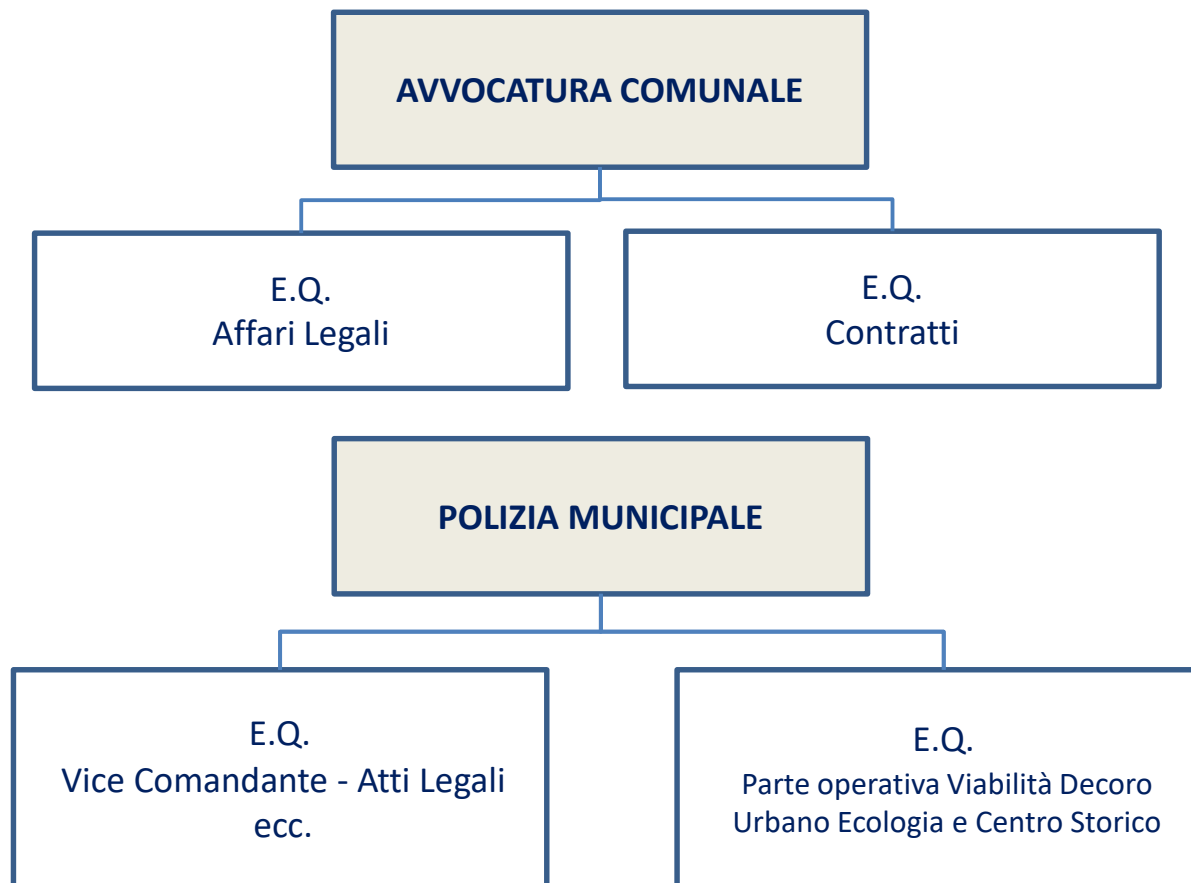 AVVOCATURA COMUNALE
E.Q.
Affari Legali
E.Q.
Contratti
POLIZIA MUNICIPALE
E.Q.
Vice Comandante - Atti Legali
ecc.
E.Q.
Parte operativa Viabilità Decoro
Urbano Ecologia e Centro Storico